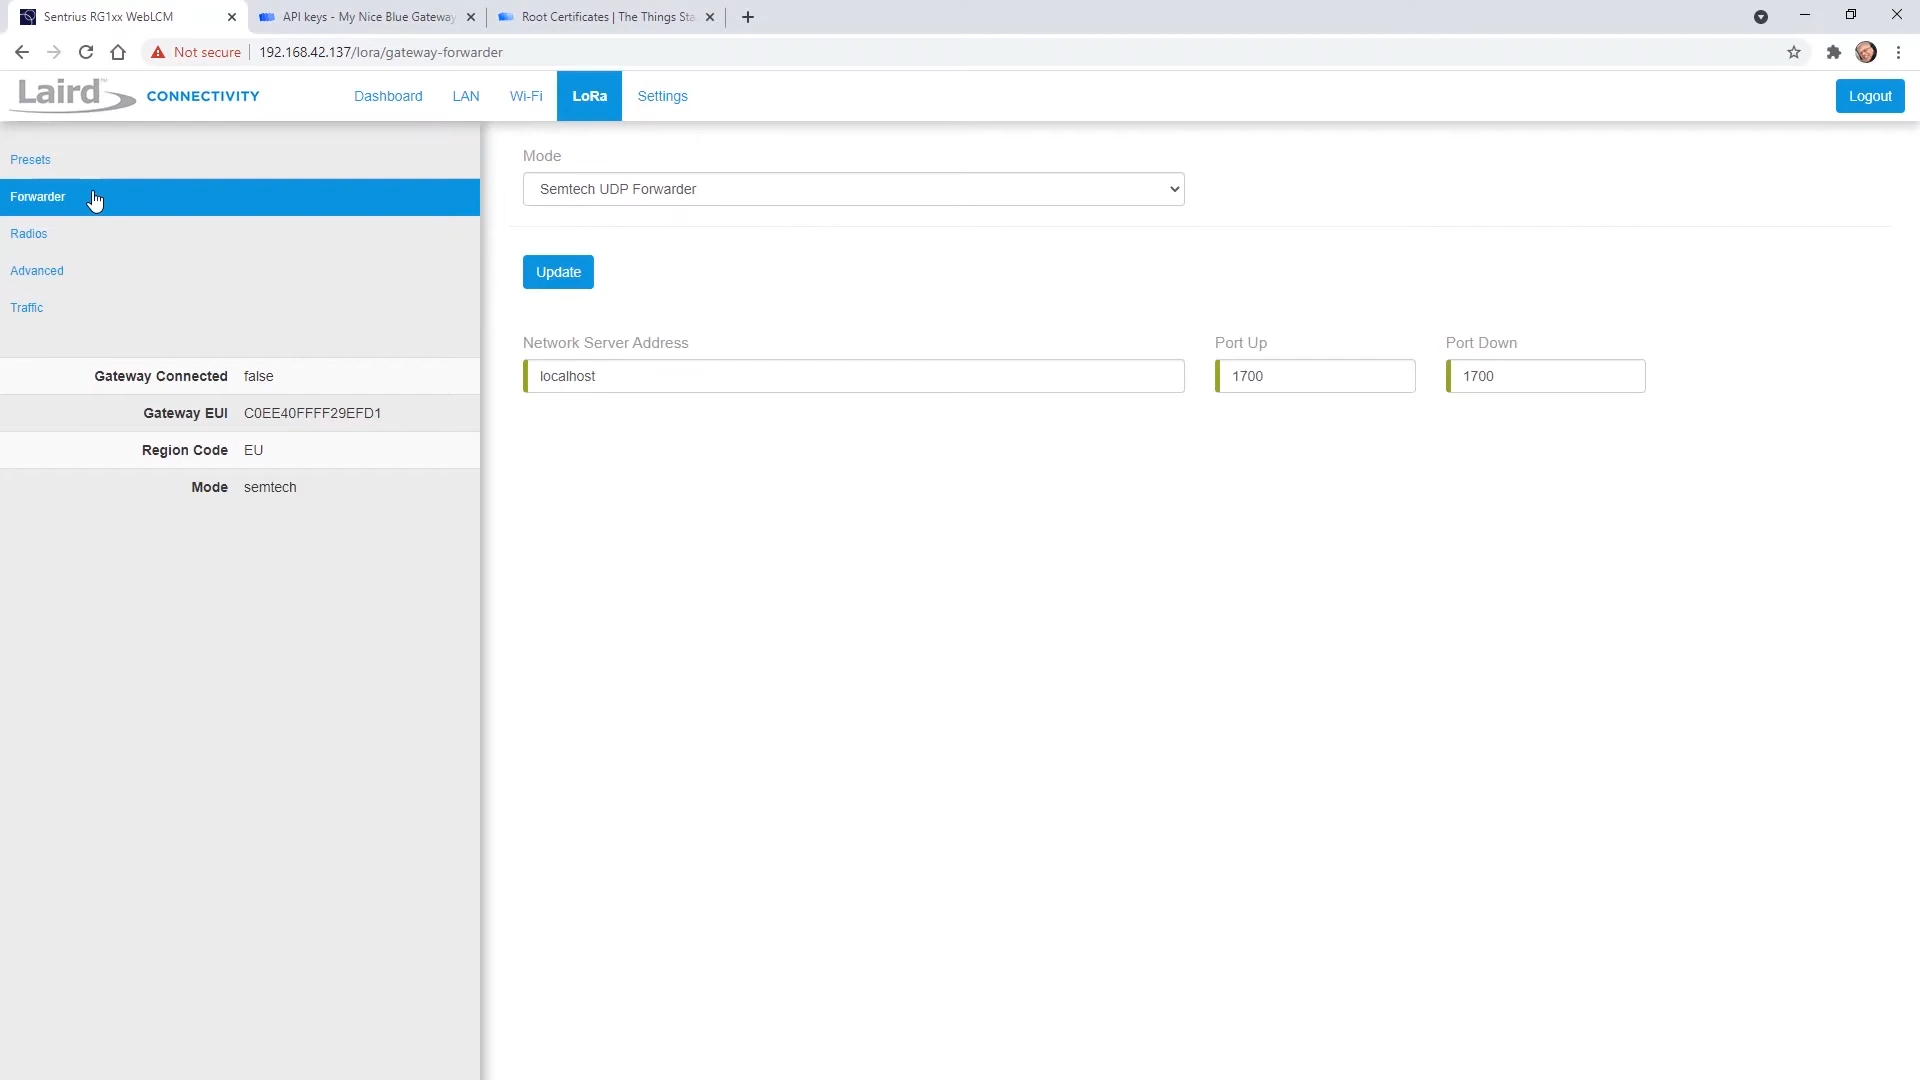 Sentrius RG1xx WebLCM
API keys - My Nice Blue Gateway
Root Certificates | The Things Sta
Not secure
192.168.42.137/lora/gateway-forwarder
Laird™ CONNECTIVITY
Dashboard
LAN
Wi-Fi
LoRa
Settings
Logout
Presets
Forwarder
Radios
Advanced
Traffic
Gateway Connected false
Gateway EUI C0EE40FFFF29EFD1
Region Code EU
Mode semtech
Mode
Semtech UDP Forwarder
Update
Network Server Address
localhost
Port Up
1700
Port Down
1700